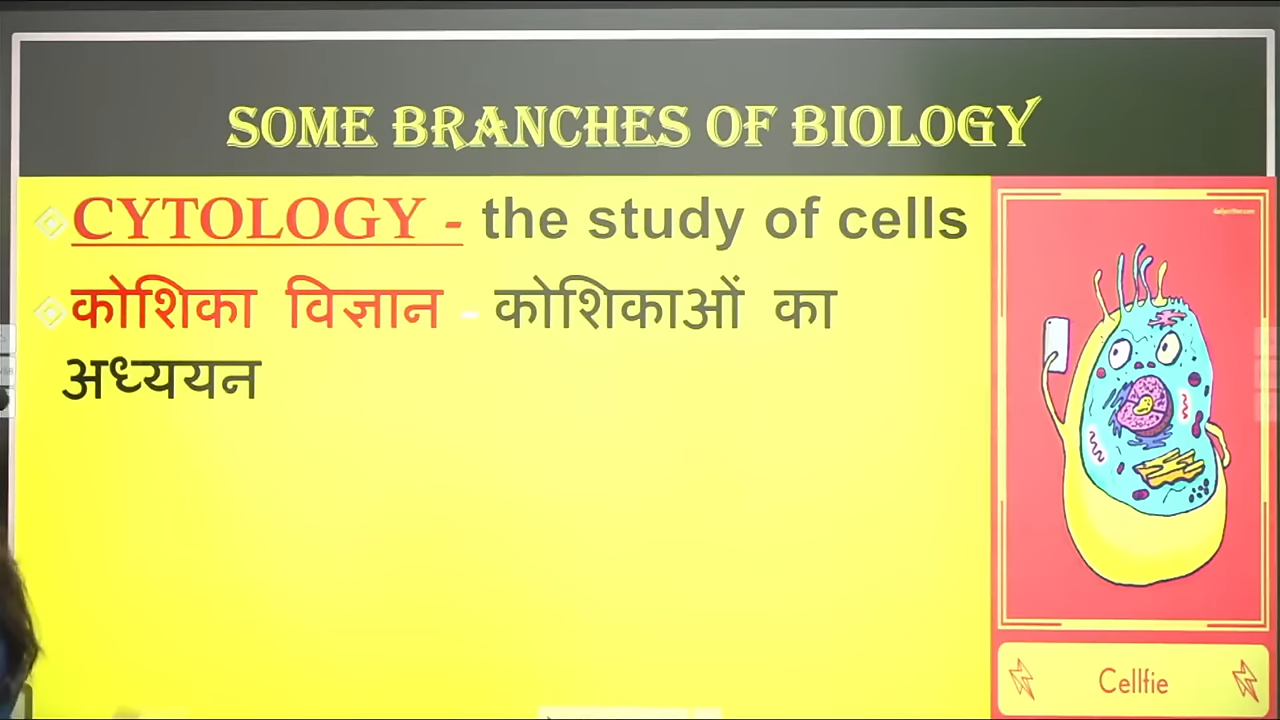 SOME BRANCHES OF BIOLOGY
CYTOLOGY - the study of cells
कोशिका विज्ञान - कोशिकाओं का
अध्ययन
Cellfie